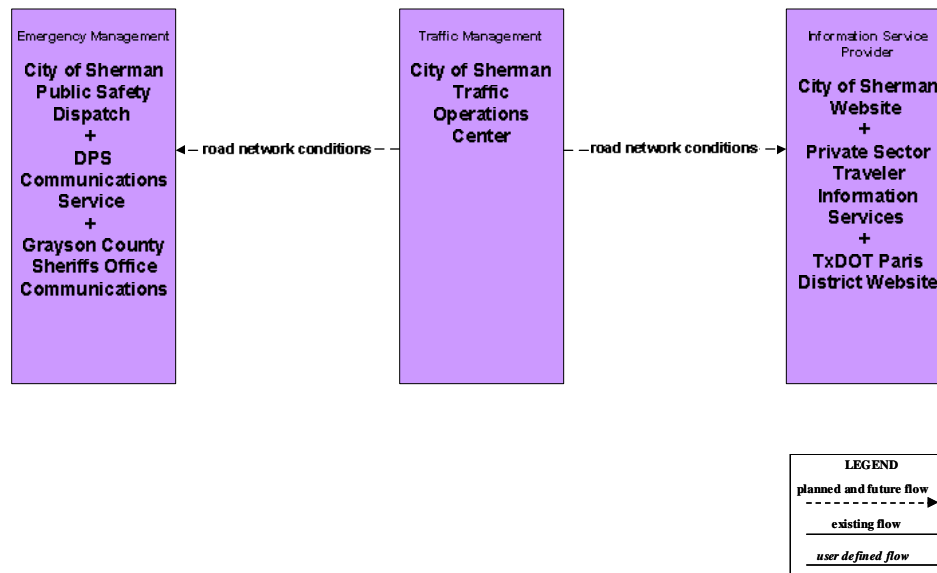 Emergency Management
City of Sherman
Public Safety
Dispatch
+
DPS
Communications
Service
+
Grayson County
Sheriffs Office
Communications
road network conditions
Traffic Management
City of Sherman
Traffic
Operations
Center
road network conditions
Information Service
Provider
City of Sherman
Website
+
Private Sector
Traveler
Information
Services
+
TxDOT Paris
District Website
LEGEND
planned and future flow
existing flow
user defined flow